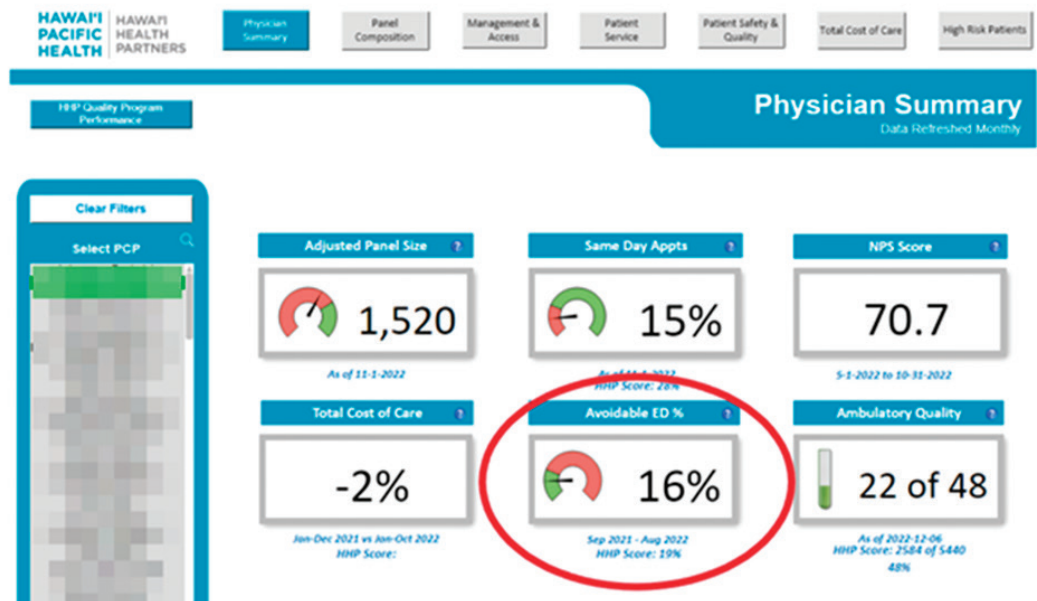 HAWAI'I
PACIFIC
HEALTH
HAWAI'I
HEALTH
PARTNERS
Physician
Summary
Panel
Composition
Management &
Access
Patient
Service
Patient Safety &
Quality
Total Cost of Care
High Risk Patients
HHP Quality Program
Performance
Physician Summary
Data Refreshed Monthly
Clear Filters
Select PCP
Adjusted Panel Size ?
1,520
As of 11-1-2022
Same Day Appts ?
15%
As of 11-1-2022
HHP Score: 28%
NPS Score ?
70.7
5-1-2022 to 10-31-2022
Total Cost of Care ?
-2%
Jan-Dec 2021 vs Jan-Oct 2022
HHP Score:
Avoidable ED % ?
16%
Sep 2021 - Aug 2022
HHP Score: 19%
Ambulatory Quality ?
22 of 48
As of 2022-12-06
HHP Score: 2584 of 5440
48%